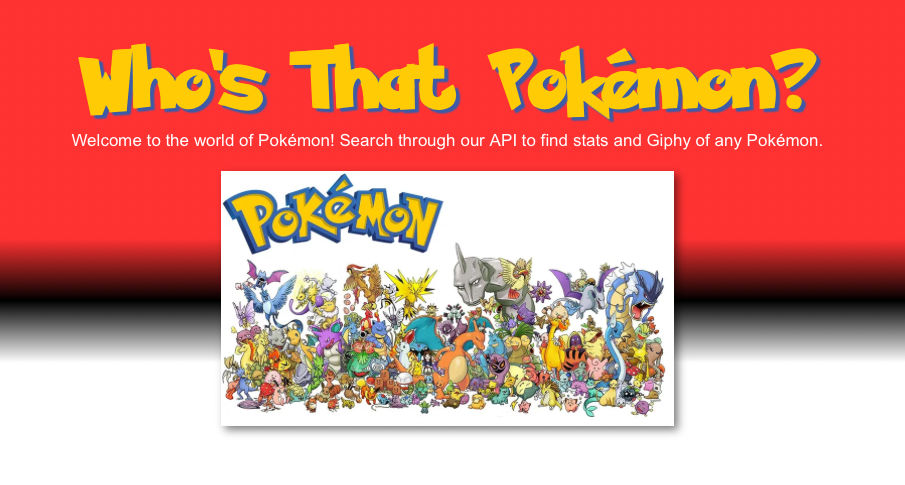 Who's That Pokémon?
Welcome to the world of Pokémon! Search through our API to find stats and Giphy of any Pokémon.
POKéMON